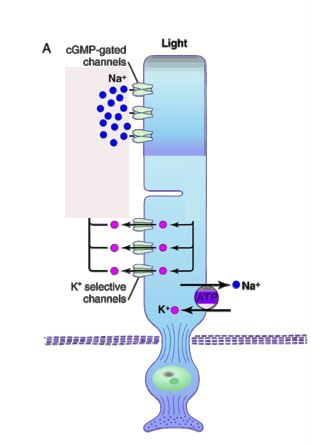 A
Light
cGMP-gated
channels
Na⁺
K⁺ selective
channels
Na⁺
ATP
K⁺